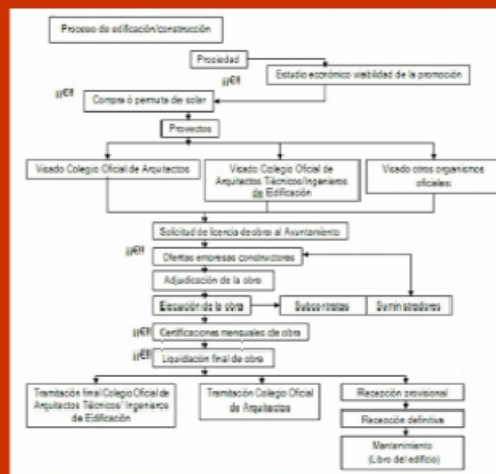 Proceso de edificación/construcción
Propiedad
Estudio económico viabilidad de la promoción
¡¡€!!
¡¡€!!
Compra ó permuta de solar
Proyectos
Visado Colegio Oficial de Arquitectos
Visado Colegio Oficial de
Arquitectos Técnicos/Ingenieros
de Edificación
Visado otros organismos
oficiales
Solicitud de licencia de obra al Ayuntamiento
¡¡€!!
Ofertas empresas constructores
Adjudicación de la obra
Ejecución de la obra
Subcontratas
Suministradores
¡¡€!!
Certificaciones mensuales de obra
¡¡€!!
Liquidación final de obra
Tramitación final Colegio Oficial de
Arquitectos Técnicos/ Ingenieros
de Edificación
Tramitación Colegio Oficial
de Arquitectos
Recepción provisional
Recepción definitiva
Mantenimiento
(Libro del edificio)